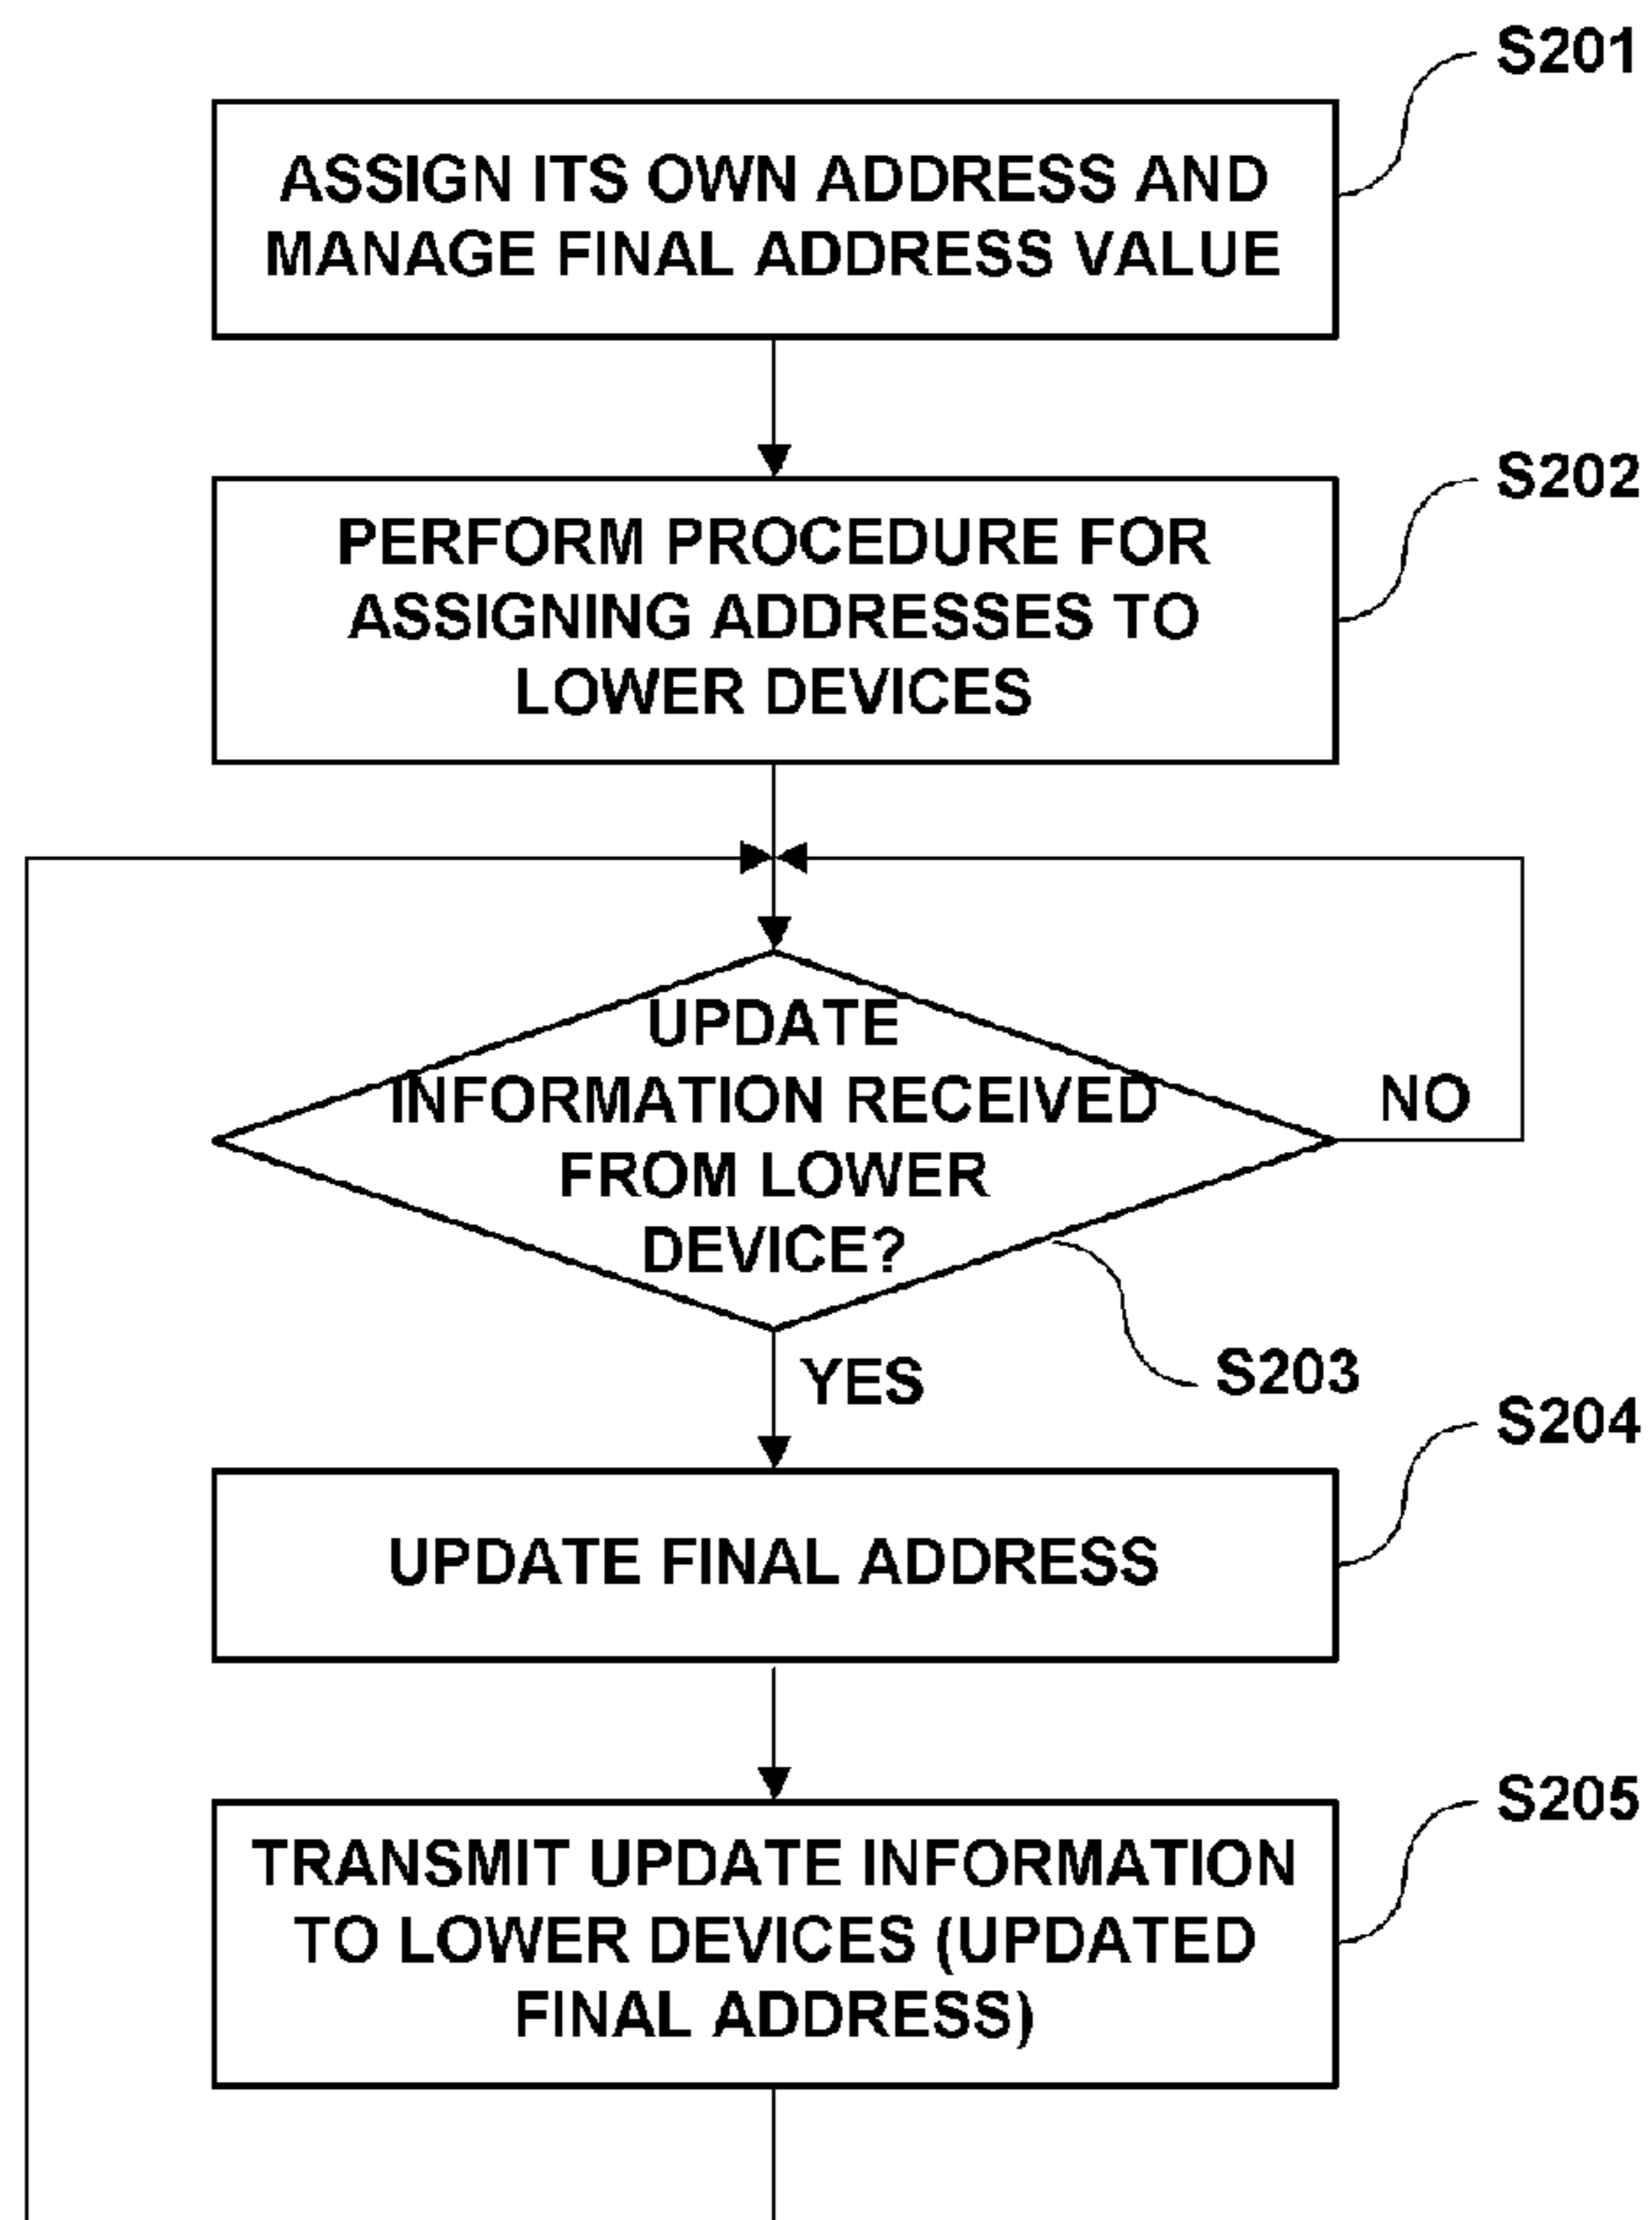 S201
ASSIGN ITS OWN ADDRESS AND
MANAGE FINAL ADDRESS VALUE
S202
PERFORM PROCEDURE FOR
ASSIGNING ADDRESSES TO
LOWER DEVICES
UPDATE
INFORMATION RECEIVED
FROM LOWER
DEVICE?
NO
YES
S203
S204
UPDATE FINAL ADDRESS
S205
TRANSMIT UPDATE INFORMATION
TO LOWER DEVICES (UPDATED
FINAL ADDRESS)